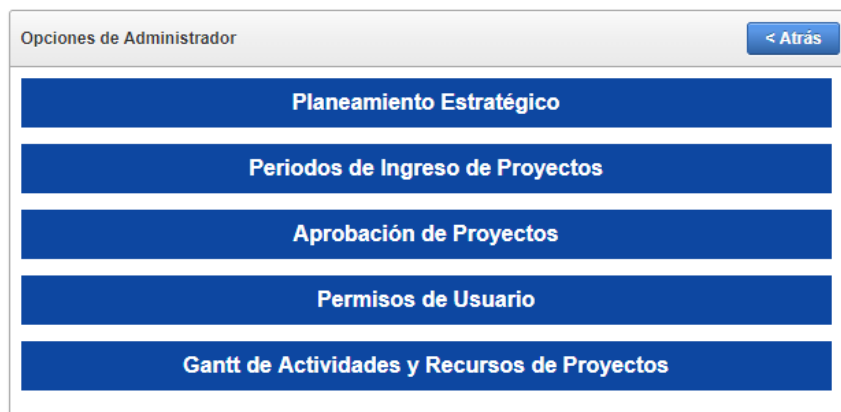 Opciones de Administrador
< Atrás
Planeamiento Estratégico
Periodos de Ingreso de Proyectos
Aprobación de Proyectos
Permisos de Usuario
Gantt de Actividades y Recursos de Proyectos